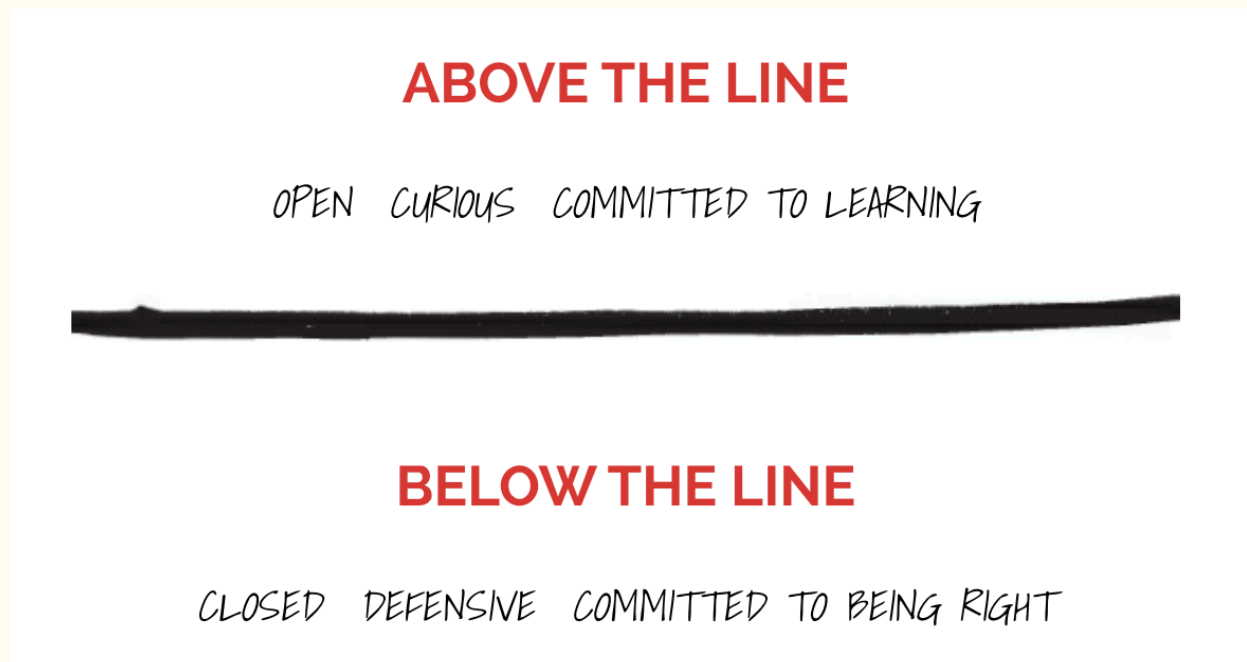 ABOVE THE LINE
OPEN CURIOUS COMMITTED TO LEARNING
BELOW THE LINE
CLOSED DEFENSIVE COMMITTED TO BEING RIGHT